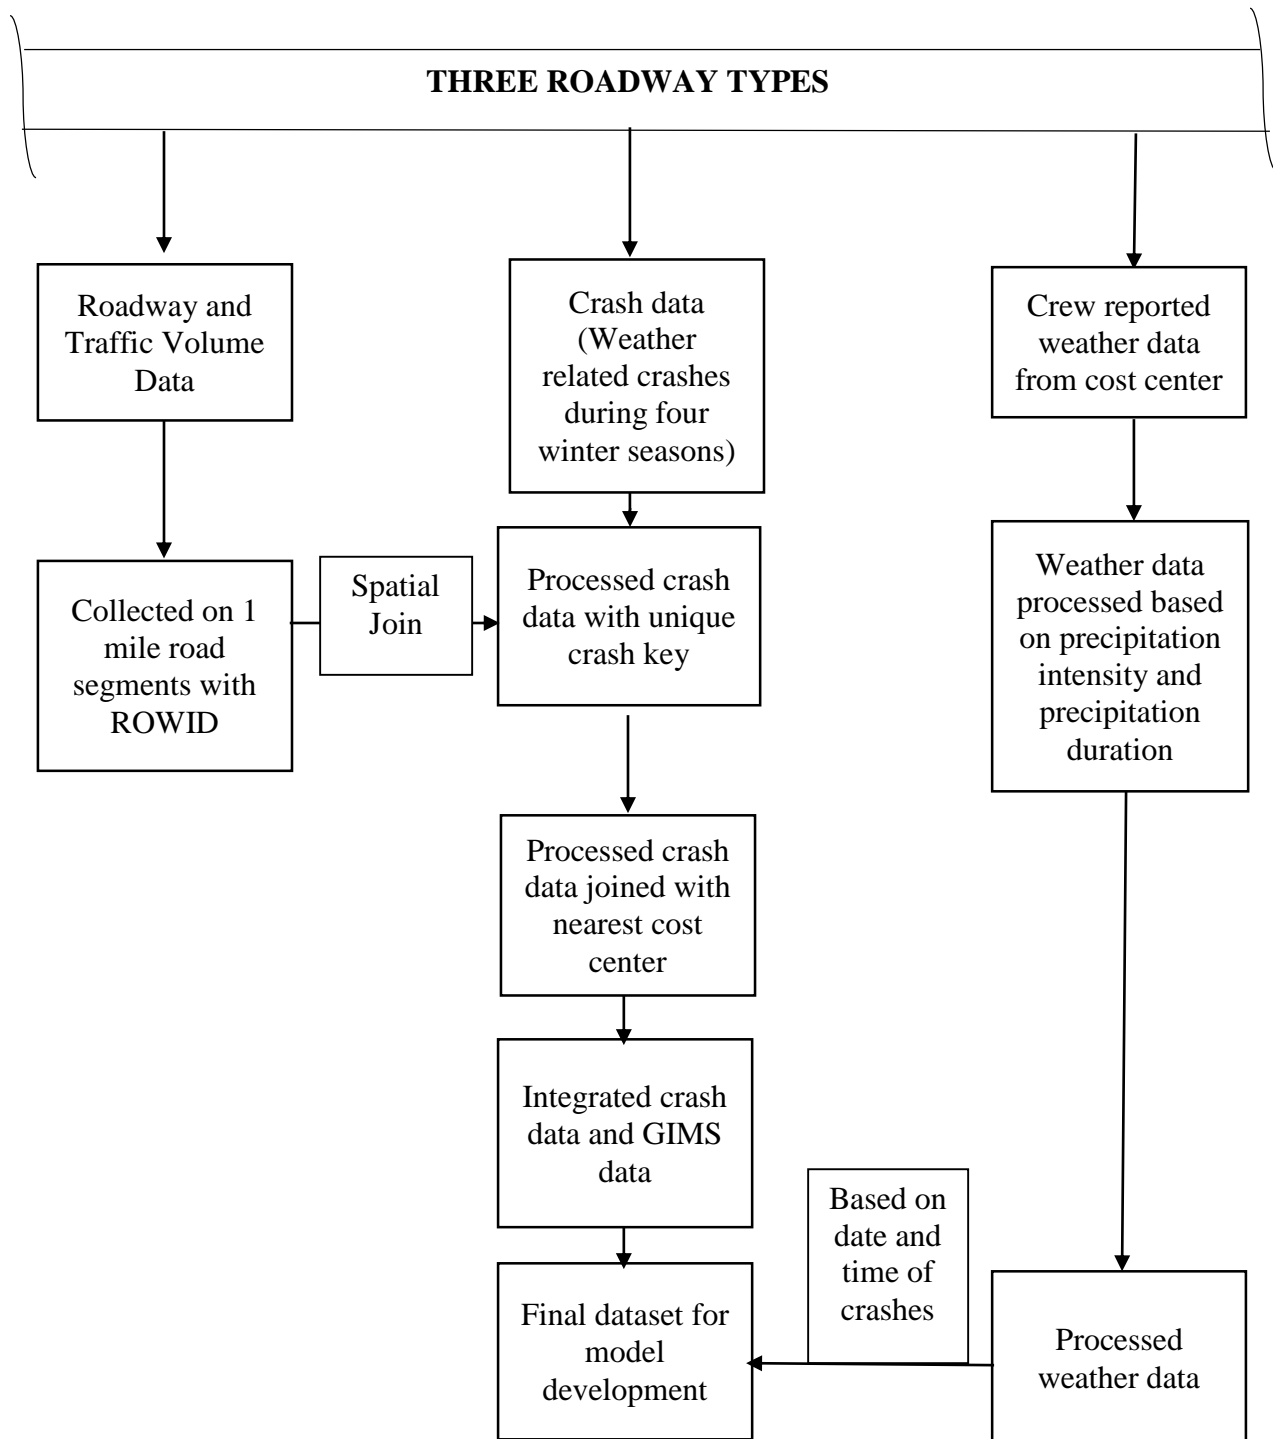 THREE ROADWAY TYPES
Roadway and
Traffic Volume
Data
Crash data
(Weather
related crashes
during four
winter seasons)
Crew reported
weather data
from cost center
Collected on 1
mile road
segments with
ROWID
Spatial
Join
Processed crash
data with unique
crash key
Weather data
processed based
on precipitation
intensity and
precipitation
duration
Processed crash
data joined with
nearest cost
center
Integrated crash
data and GIMS
data
Based on
date and
time of
crashes
Final dataset for
model
development
Processed
weather data